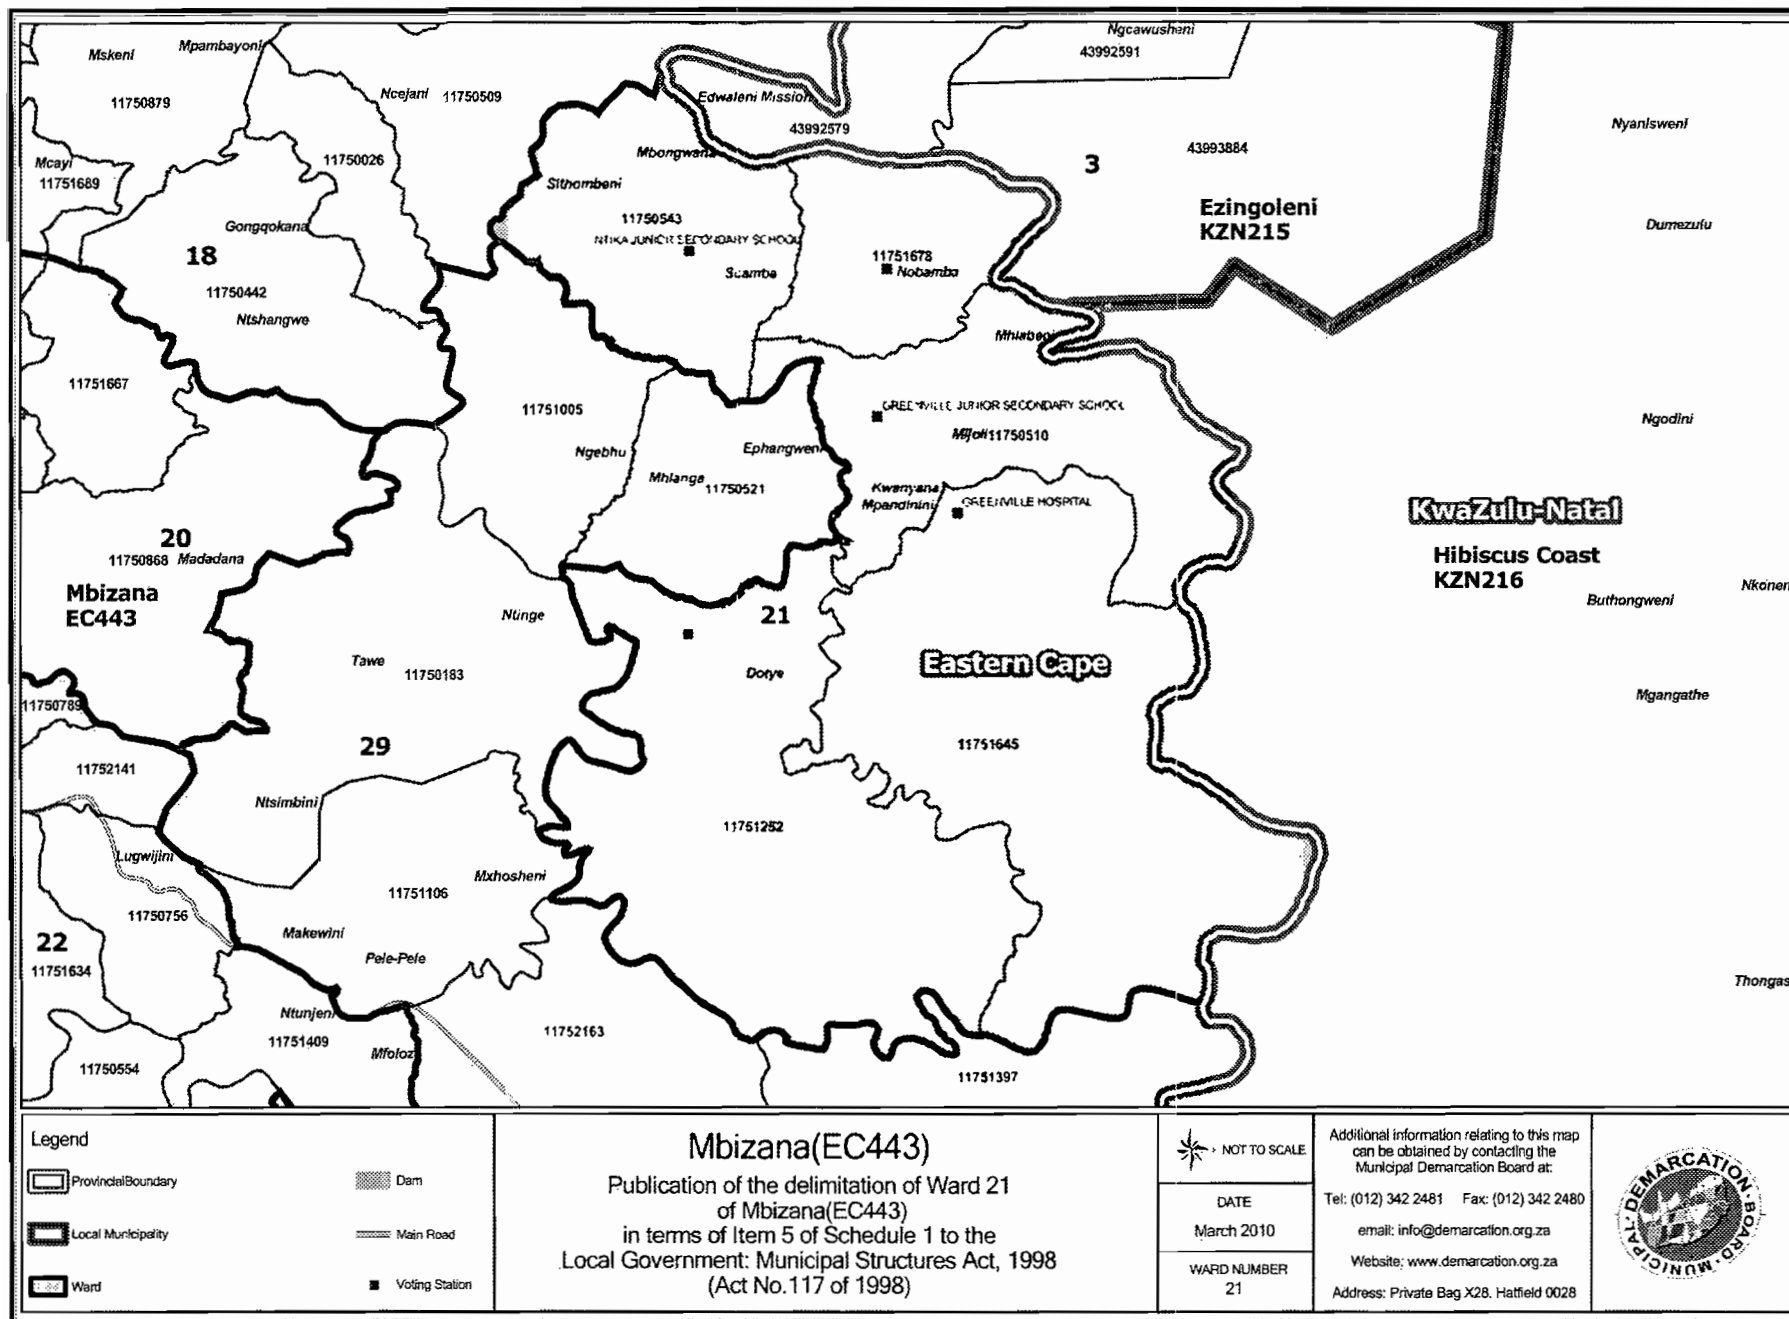 Ngcawusheni
43992591
Mskeni
Mpambayoni
11750879
Ncejani 11750509
Edwaleni Mission
43992579
Nyanisweni
Mcayi
11751689
11750026
Mbongwana
3
43993884
Sithombeni
Ezingoleni
KZN215
11750543
Gongqokana
JUNIOR SECONDARY SCHOOL
Dumezulu
18
11751678
Nobamba
11750442
Ntshangwe
Mhlabeni
11751667
11751005
GREENVILLE JUNIOR SECONDARY SCHOOL
11750510
Ngodini
Ngebhu
Ephangweni
Mhlanga
11750521
Kwanyana
Mpandinini
GREENVILLE HOSPITAL
KwaZulu-Natal
20
11750868 Madadana
Hibiscus Coast
KZN216
Mbizana
EC443
Nkonen
Buthongweni
Ntinge
21
Tawe
11750183
Dotye
Eastern Cape
11750789
Mgangathe
29
11751645
11752141
Ntsimbini
11751252
Lugwijini
Mxhosheni
11751106
11750756
22
Makewini
Pele-Pele
11751634
Thongas
Ntunjeni
11751409
11752163
Mfoloz
11750554
11751397
Legend
Provincial Boundary
Local Municipality
Ward
Dam
Main Road
Voting Station
Mbizana(EC443)
Publication of the delimitation of Ward 21
of Mbizana(EC443)
in terms of Item 5 of Schedule 1 to the
Local Government: Municipal Structures Act, 1998
(Act No.117 of 1998)
NOT TO SCALE
DATE
March 2010
WARD NUMBER
21
Additional information relating to this map
can be obtained by contacting the
Municipal Demarcation Board at:
Tel: (012) 342 2481 Fax: (012) 342 2480
email: info@demarcation.org.za
Website: www.demarcation.org.za
Address: Private Bag X28, Hatfield 0028
MUNICIPAL DEMARCATION BOARD